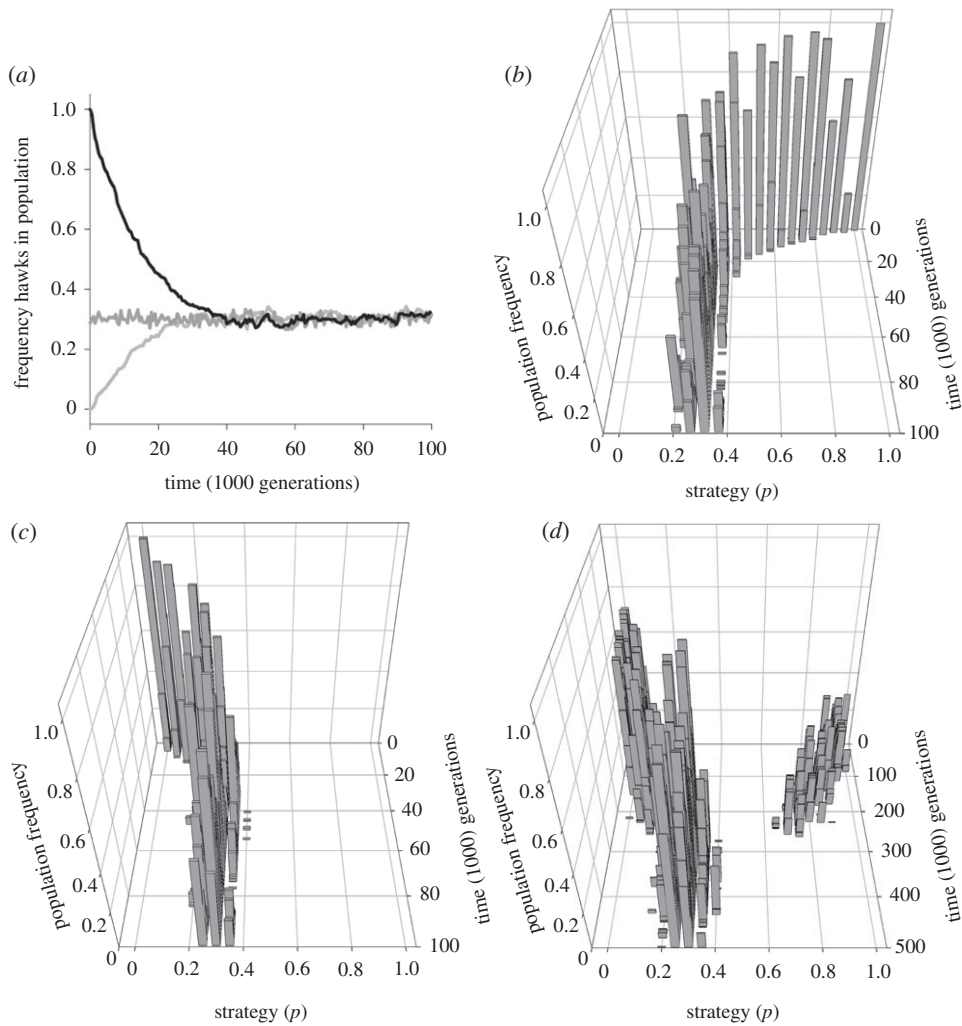 (a)
1.0
0.8
0.6
0.4
0.2
0
frequency hawks in population
0 20 40 60 80 100
time (1000 generations)
(b)
1.0
0.8
0.6
0.4
0.2
0
population frequency
0
20
40
60
80
100
time (1000) generations
0 0.2 0.4 0.6 0.8 1.0
strategy (p)
(c)
1.0
0.8
0.6
0.4
0.2
0
population frequency
0
20
40
60
80
100
time (1000) generations
0 0.2 0.4 0.6 0.8 1.0
strategy (p)
(d)
1.0
0.8
0.6
0.4
0.2
0
population frequency
0
100
200
300
400
500
time (1000) generations
0 0.2 0.4 0.6 0.8 1.0
strategy (p)